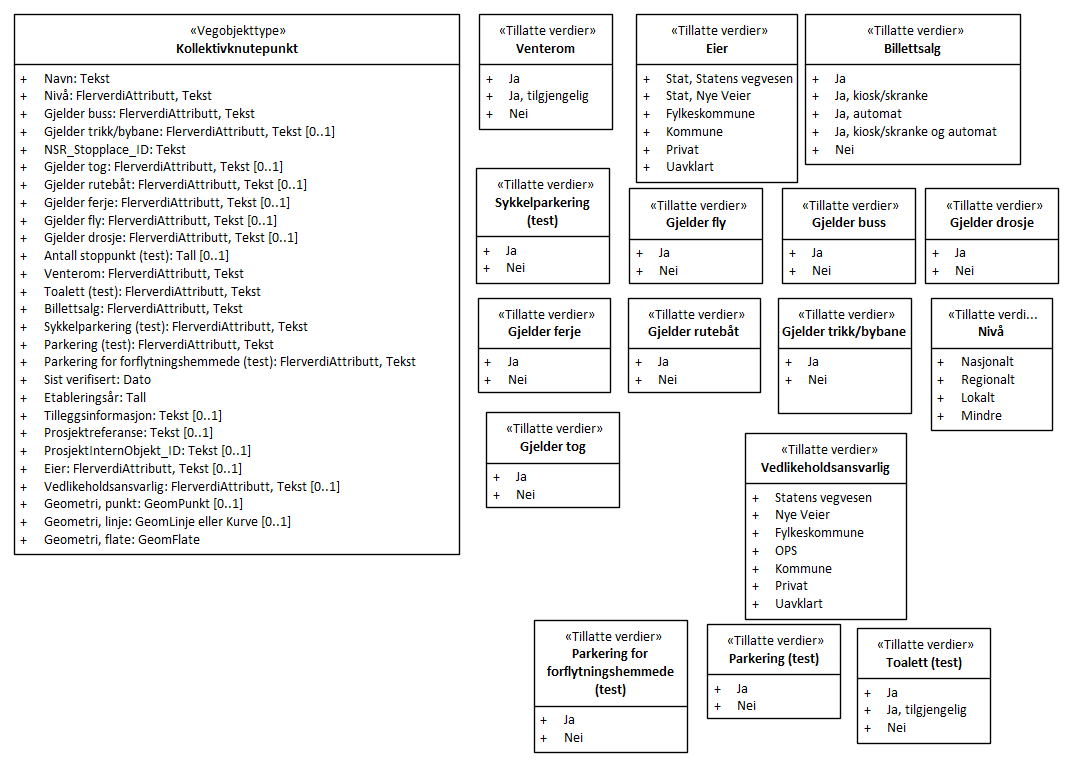 «Vegobjekttype»
Kollektivknutepunkt
+ Navn: Tekst
+ Nivå: FlerverdiAttributt, Tekst
+ Gjelder buss: FlerverdiAttributt, Tekst
+ Gjelder trikk/bybane: FlerverdiAttributt, Tekst [0..1]
+ NSR_Stopplace_ID: Tekst
+ Gjelder tog: FlerverdiAttributt, Tekst [0..1]
+ Gjelder rutebåt: FlerverdiAttributt, Tekst [0..1]
+ Gjelder ferje: FlerverdiAttributt, Tekst [0..1]
+ Gjelder fly: FlerverdiAttributt, Tekst [0..1]
+ Gjelder drosje: FlerverdiAttributt, Tekst [0..1]
+ Antall stoppunkt (test): Tall [0..1]
+ Venterom: FlerverdiAttributt, Tekst
+ Toalett (test): FlerverdiAttributt, Tekst
+ Billettsalg: FlerverdiAttributt, Tekst
+ Sykkelparkering (test): FlerverdiAttributt, Tekst
+ Parkering (test): FlerverdiAttributt, Tekst
+ Parkering for forflytningshemmede (test): FlerverdiAttributt, Tekst
+ Sist verifisert: Dato
+ Etableringsår: Tall
+ Tilleggsinformasjon: Tekst [0..1]
+ Prosjektreferanse: Tekst [0..1]
+ ProsjektInternObjekt_ID: Tekst [0..1]
+ Eier: FlerverdiAttributt, Tekst [0..1]
+ Vedlikeholdsansvarlig: FlerverdiAttributt, Tekst [0..1]
+ Geometri, punkt: GeomPunkt [0..1]
+ Geometri, linje: GeomLinje eller Kurve [0..1]
+ Geometri, flate: GeomFlate
«Tillatte verdier»
Venterom
+ Ja
+ Ja, tilgjengelig
+ Nei
«Tillatte verdier»
Eier
+ Stat, Statens vegvesen
+ Stat, Nye Veier
+ Fylkeskommune
+ Kommune
+ Privat
+ Uavklart
«Tillatte verdier»
Billettsalg
+ Ja
+ Ja, kiosk/skranke
+ Ja, automat
+ Ja, kiosk/skranke og automat
+ Nei
«Tillatte verdier»
Sykkelparkering
(test)
+ Ja
+ Nei
«Tillatte verdier»
Gjelder fly
+ Ja
+ Nei
«Tillatte verdier»
Gjelder buss
+ Ja
+ Nei
«Tillatte verdier»
Gjelder drosje
+ Ja
+ Nei
«Tillatte verdier»
Gjelder ferje
+ Ja
+ Nei
«Tillatte verdier»
Gjelder rutebåt
+ Ja
+ Nei
«Tillatte verdier»
Gjelder trikk/bybane
+ Ja
+ Nei
«Tillatte verdi...
Nivå
+ Nasjonalt
+ Regionalt
+ Lokalt
+ Mindre
«Tillatte verdier»
Gjelder tog
+ Ja
+ Nei
«Tillatte verdier»
Vedlikeholdsansvarlig
+ Statens vegvesen
+ Nye Veier
+ Fylkeskommune
+ OPS
+ Kommune
+ Privat
+ Uavklart
«Tillatte verdier»
Parkering for
forflytningshemmede
(test)
+ Ja
+ Nei
«Tillatte verdier»
Parkering (test)
+ Ja
+ Nei
«Tillatte verdier»
Toalett (test)
+ Ja
+ Ja, tilgjengelig
+ Nei